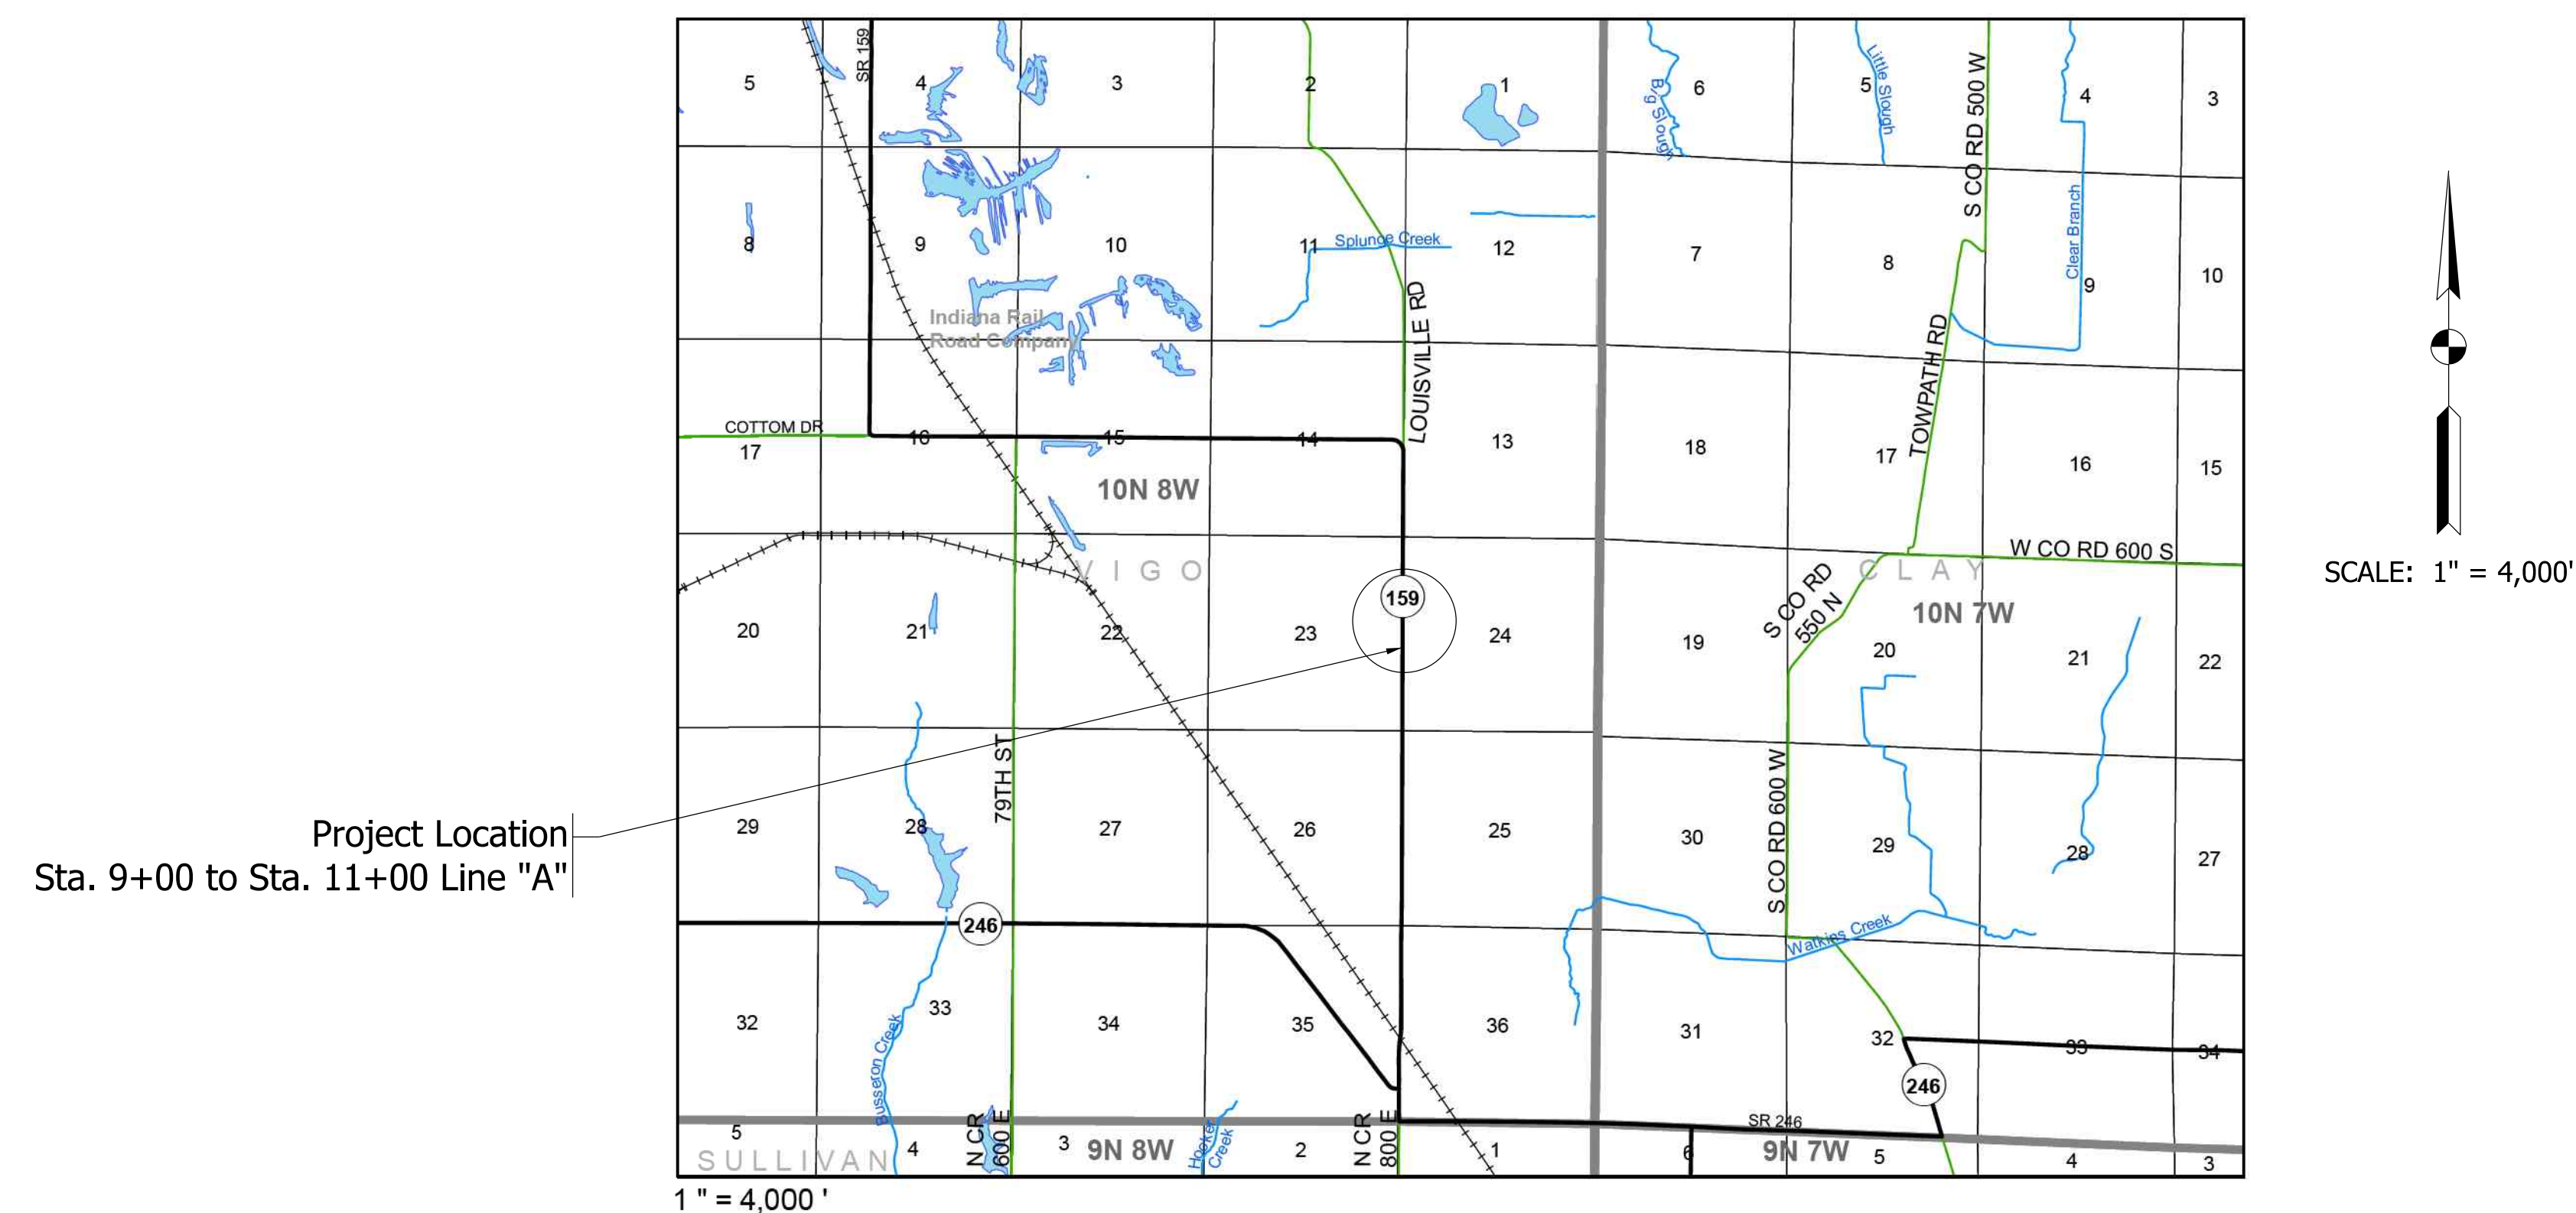 SR 159
5
4
3
2
1
6
5
4
3
Big Slough
Little Slough
S CO RD 500 W
Clear Branch
8
9
10
11
Splunge Creek
12
7
8
9
10
Indiana Rail
Road Company
LOUISVILLE RD
TOWPATH RD
COTTOM DR
17
16
15
14
13
18
17
16
15
10N 8W
W CO RD 600 S
VIGO
CLAY
SCALE: 1" = 4,000'
159
S CO RD
550 N
10N 7W
20
21
22
23
24
19
20
21
22
79TH ST
S CO RD 600 W
Project Location
Sta. 9+00 to Sta. 11+00 Line "A"
29
28
27
26
25
30
29
28
27
246
Watkins Creek
32
33
34
35
36
31
32
33
34
Busseron Creek
246
N CR
600 E
Hooker
Creek
N CR
800 E
SR 246
5
4
3
9N 8W
2
1
6
9N 7W
5
4
3
SULLIVAN
1 " = 4,000 '